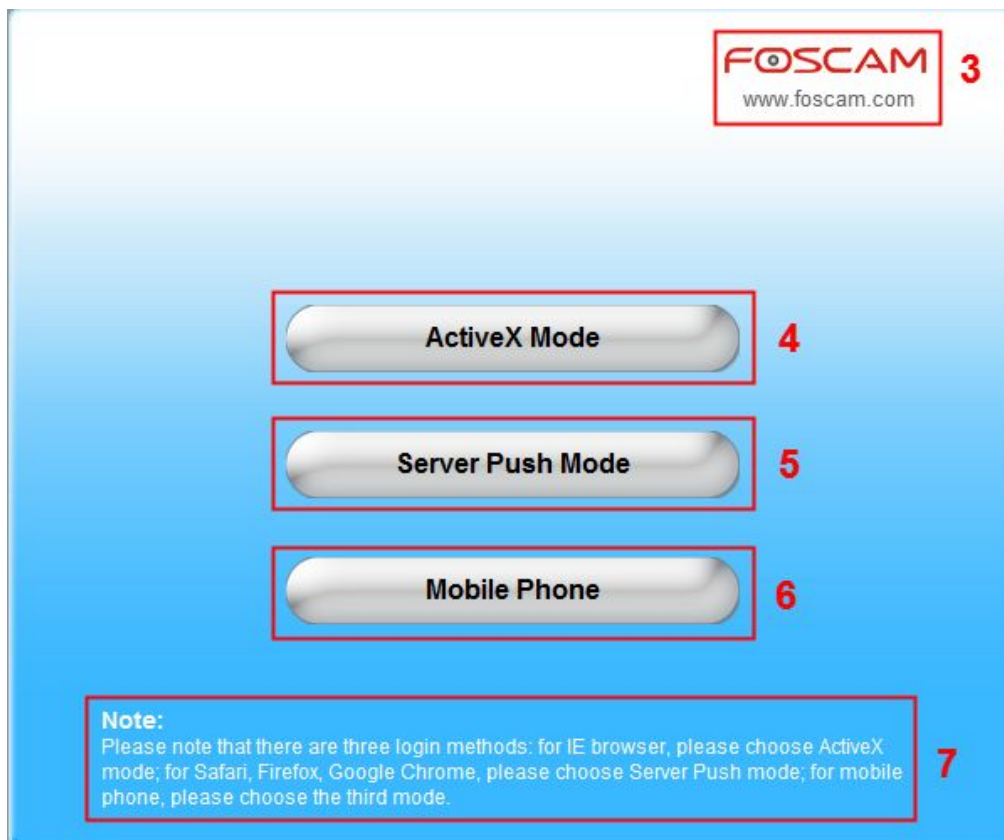 FOSCAM
www.foscam.com
3
ActiveX Mode
4
Server Push Mode
5
Mobile Phone
6
Note:
Please note that there are three login methods: for IE browser, please choose ActiveX
mode; for Safari, Firefox, Google Chrome, please choose Server Push mode; for mobile
phone, please choose the third mode.
7